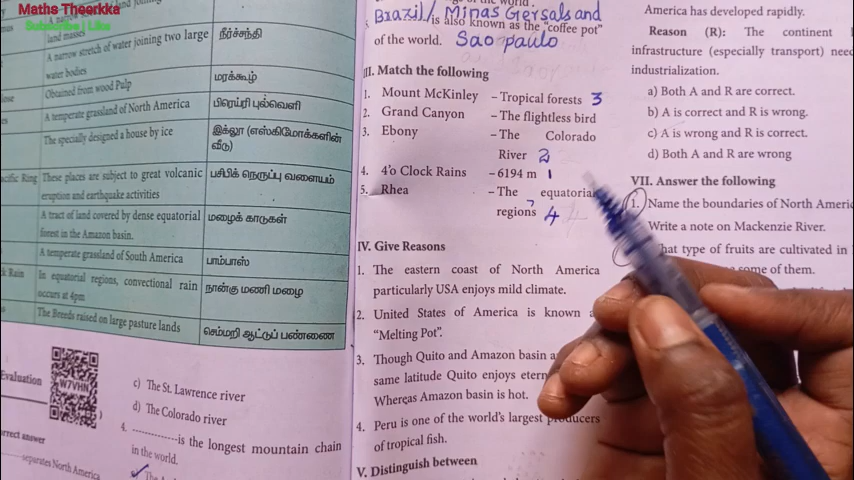 Maths Theerkka
Subscribe | Like
land masses
A narrow stretch of water joining two large
water bodies
நீர்ச்சந்தி
Obtained from wood Pulp
மரக்கூழ்
A temperate grassland of North America
பிரெய்ரி புல்வெளி
The specially designed a house by ice
இக்லூ (எஸ்கிமோக்களின்
வீடு)
acific Ring
These places are subject to great volcanic
eruption and earthquake activities
பசிபிக் நெருப்பு வளையம்
A tract of land covered by dense equatorial
forest in the Amazon basin.
மழைக் காடுகள்
A temperate grassland of South America
பாம்பாஸ்
Rain
In equatorial regions, convectional rain
occurs at 4pm
நான்கு மணி மழை
The Breeds raised on large pasture lands
செம்மறி ஆட்டுப் பண்ணை
Evaluation
W7VHN
orrect answer
separates North America
c) The St. Lawrence river
d) The Colorado river
4. --------------is the longest mountain chain
in the world.
of the world.
Brazil / Minas Gersals and
is also known as the "coffee pot"
of the world. Sao paulo
III. Match the following
1. Mount McKinley – Tropical forests 3
2. Grand Canyon – The flightless bird
3. Ebony – The Colorado
River 2
4. 4'o Clock Rains – 6194 m 1
5. Rhea – The equatorial
regions 4
IV. Give Reasons
1. The eastern coast of North America
particularly USA enjoys mild climate.
2. United States of America is known
"Melting Pot".
3. Though Quito and Amazon basin
same latitude Quito enjoys
Whereas Amazon basin is hot.
4. Peru is one of the world's largest producers
of tropical fish.
V. Distinguish between
America has developed rapidly.
Reason (R): The continent
infrastructure (especially transport) need
industrialization.
a) Both A and R are correct.
b) A is correct and R is wrong.
c) A is wrong and R is correct.
d) Both A and R are wrong
VII. Answer the following
1. Name the boundaries of North Americ
Write a note on Mackenzie River.
hat type of fruits are cultivated in
some of them.